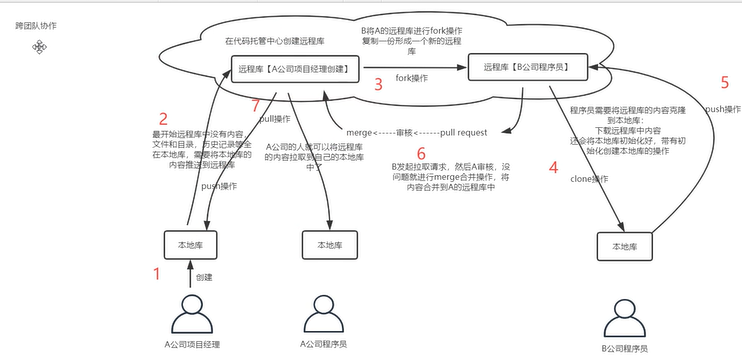 跨团队协作
在代码托管中心创建远程库
B将A的远程库进行fork操作
复制一份形成一个新的远程
库
远程库【A公司项目经理创建】
3
fork操作
远程库【B公司程序员】
5
push操作
2
最开始远程库中没有内容,
文件和目录,历史记录等全
在本地库,需要将本地库的
内容推送到远程库
push操作
7
pull操作
A公司的人就可以将远程库
的内容拉取到自己的本地库
中了
merge<-----审核<------pull request
6
B发起拉取请求,然后A审核,没
问题就进行merge合并操作,将
内容合并到A的远程库中
程序员需要将远程库的内容克隆
到本地库:
下载远程库中内容
还会将本地库初始化好,带有初
始化创建本地库的操作
4
clone操作
本地库
本地库
本地库
1
创建
A公司项目经理
A公司程序员
B公司程序员